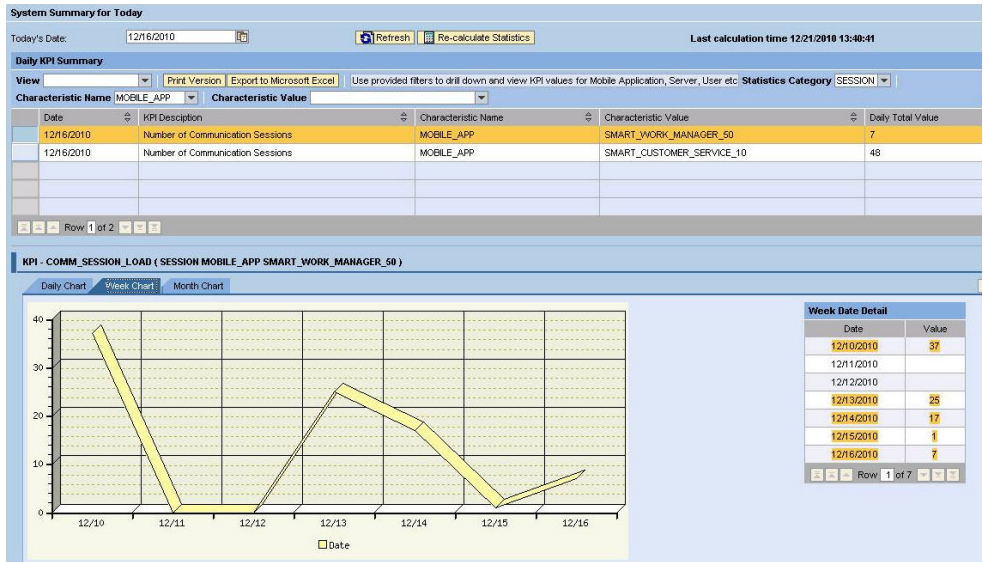 System Summary for Today
Today's Date: 12/16/2010 Refresh Re-calculate Statistics Last calculation time 12/21/2010 13:40:41
Daily KPI Summary
View Print Version Export to Microsoft Excel Use provided filters to drill down and view KPI values for Mobile Application, Server, User etc Statistics Category SESSION
Characteristic Name MOBILE_APP Characteristic Value
Date KPI Desciption Characteristic Name Characteristic Value Daily Total Value
12/16/2010 Number of Communication Sessions MOBILE_APP SMART_WORK_MANAGER_50 7
12/16/2010 Number of Communication Sessions MOBILE_APP SMART_CUSTOMER_SERVICE_10 48
Row 1 of 2
KPI - COMM_SESSION_LOAD ( SESSION MOBILE_APP SMART_WORK_MANAGER_50 )
Daily Chart Week Chart Month Chart
40
30
20
10
0
12/10 12/11 12/12 12/13 12/14 12/15 12/16
Date
Week Date Detail
Date Value
12/10/2010 37
12/11/2010
12/12/2010
12/13/2010 25
12/14/2010 17
12/15/2010 1
12/16/2010 7
Row 1 of 7